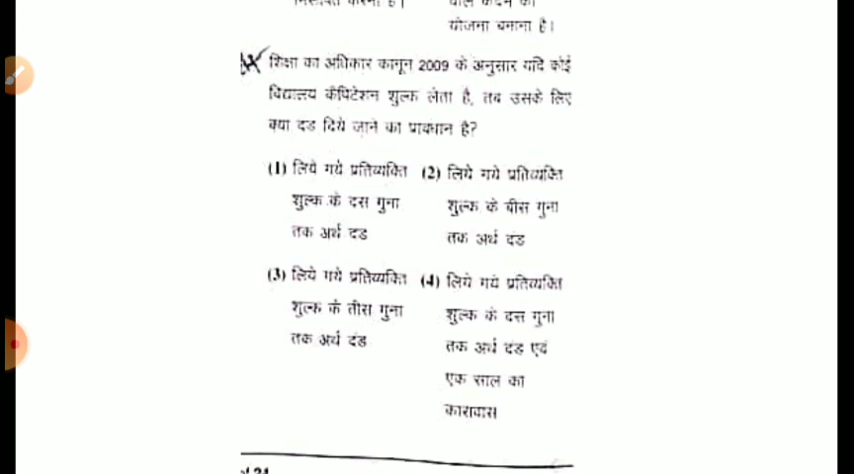 करना है।
योजना बनाना है।
शिक्षा का अधिकार कानून 2009 के अनुसार यदि कोई
विद्यालय कैपिटेशन शुल्क लेता है, तब उसके लिए
क्या दंड दिये जाने का प्रावधान है?
(1) लिये गये प्रतिव्यक्ति
शुल्क के दस गुना
तक अर्थ दंड
(2) लिये गये प्रतिव्यक्ति
शुल्क के बीस गुना
तक अर्थ दंड
(3) लिये गये प्रतिव्यक्ति
शुल्क के तीस गुना
तक अर्थ दंड
(4) लिये गये प्रतिव्यक्ति
शुल्क के दस गुना
तक अर्थ दंड एवं
एक साल का
कारावास